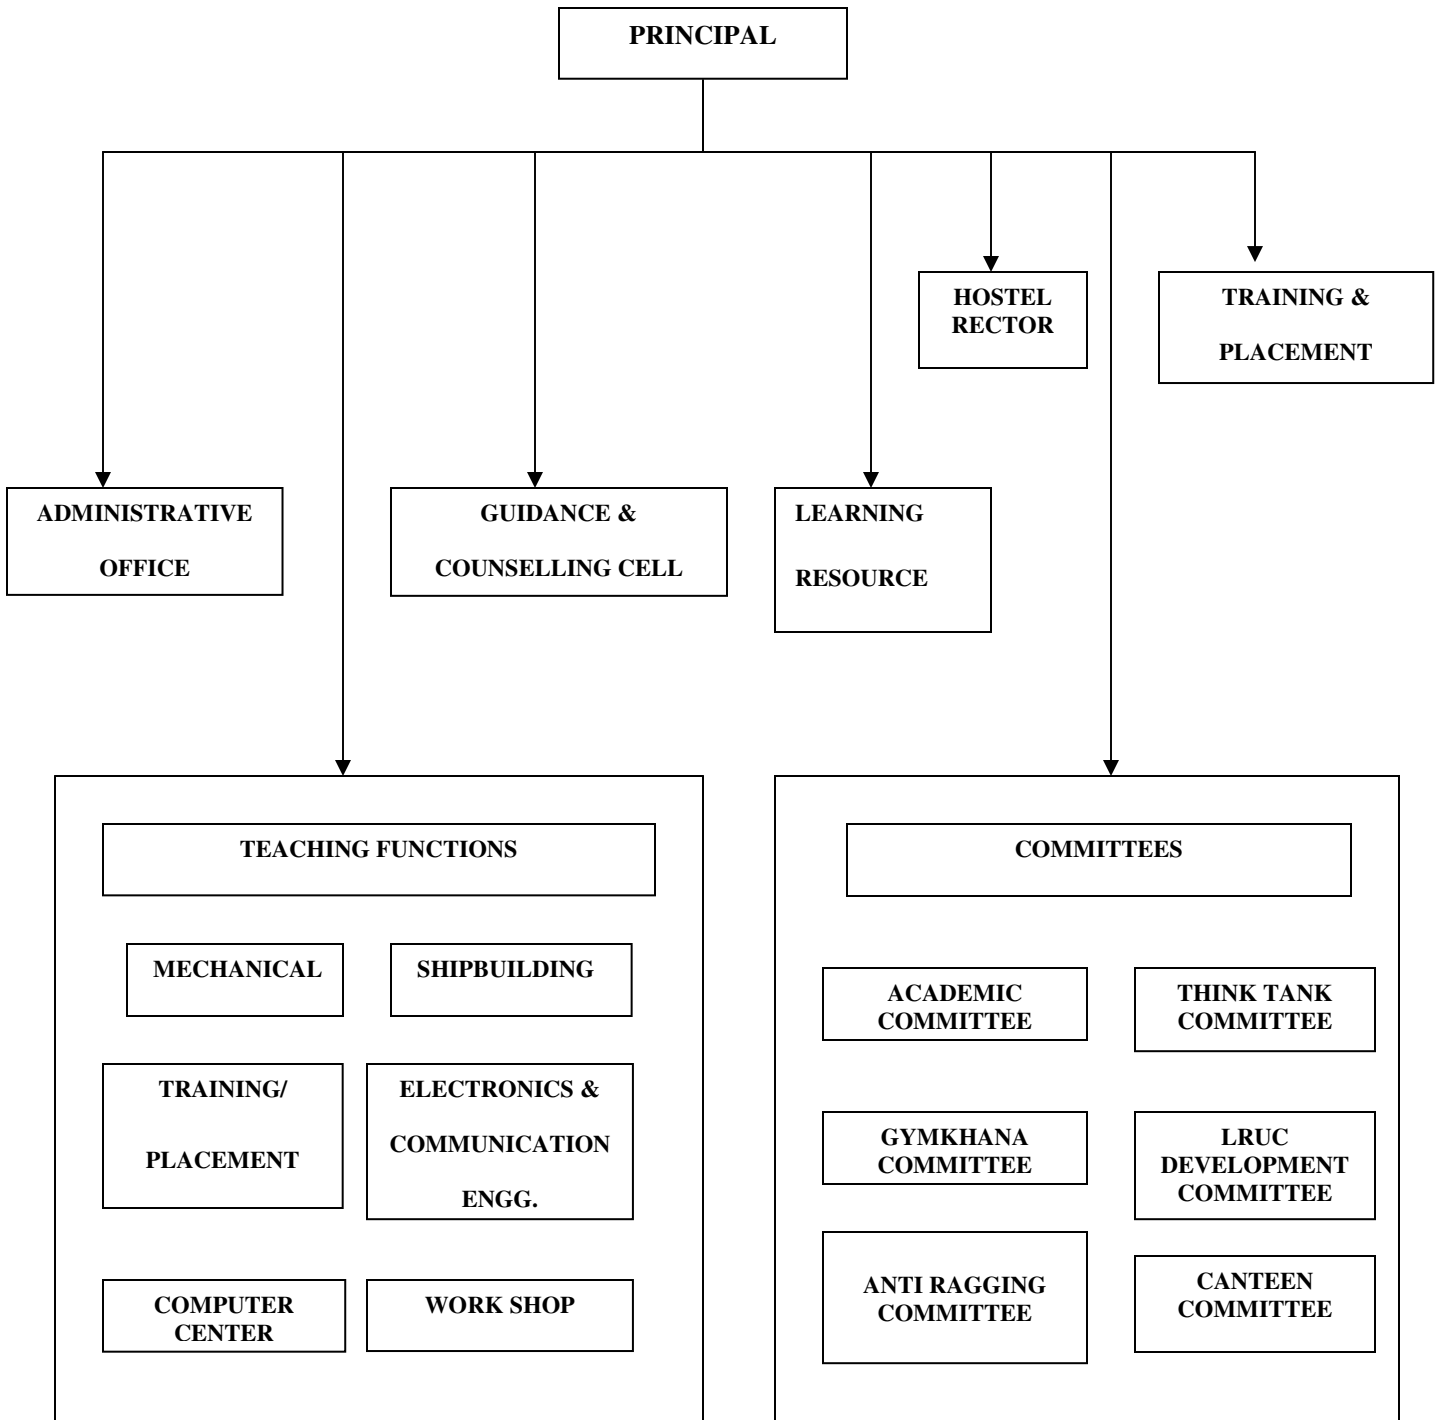 PRINCIPAL
HOSTEL
RECTOR
TRAINING &
PLACEMENT
ADMINISTRATIVE
OFFICE
GUIDANCE &
COUNSELLING CELL
LEARNING
RESOURCE
TEACHING FUNCTIONS
MECHANICAL
SHIPBUILDING
TRAINING/
PLACEMENT
ELECTRONICS &
COMMUNICATION
ENGG.
COMPUTER
CENTER
WORK SHOP
COMMITTEES
ACADEMIC
COMMITTEE
THINK TANK
COMMITTEE
GYMKHANA
COMMITTEE
LRUC
DEVELOPMENT
COMMITTEE
ANTI RAGGING
COMMITTEE
CANTEEN
COMMITTEE